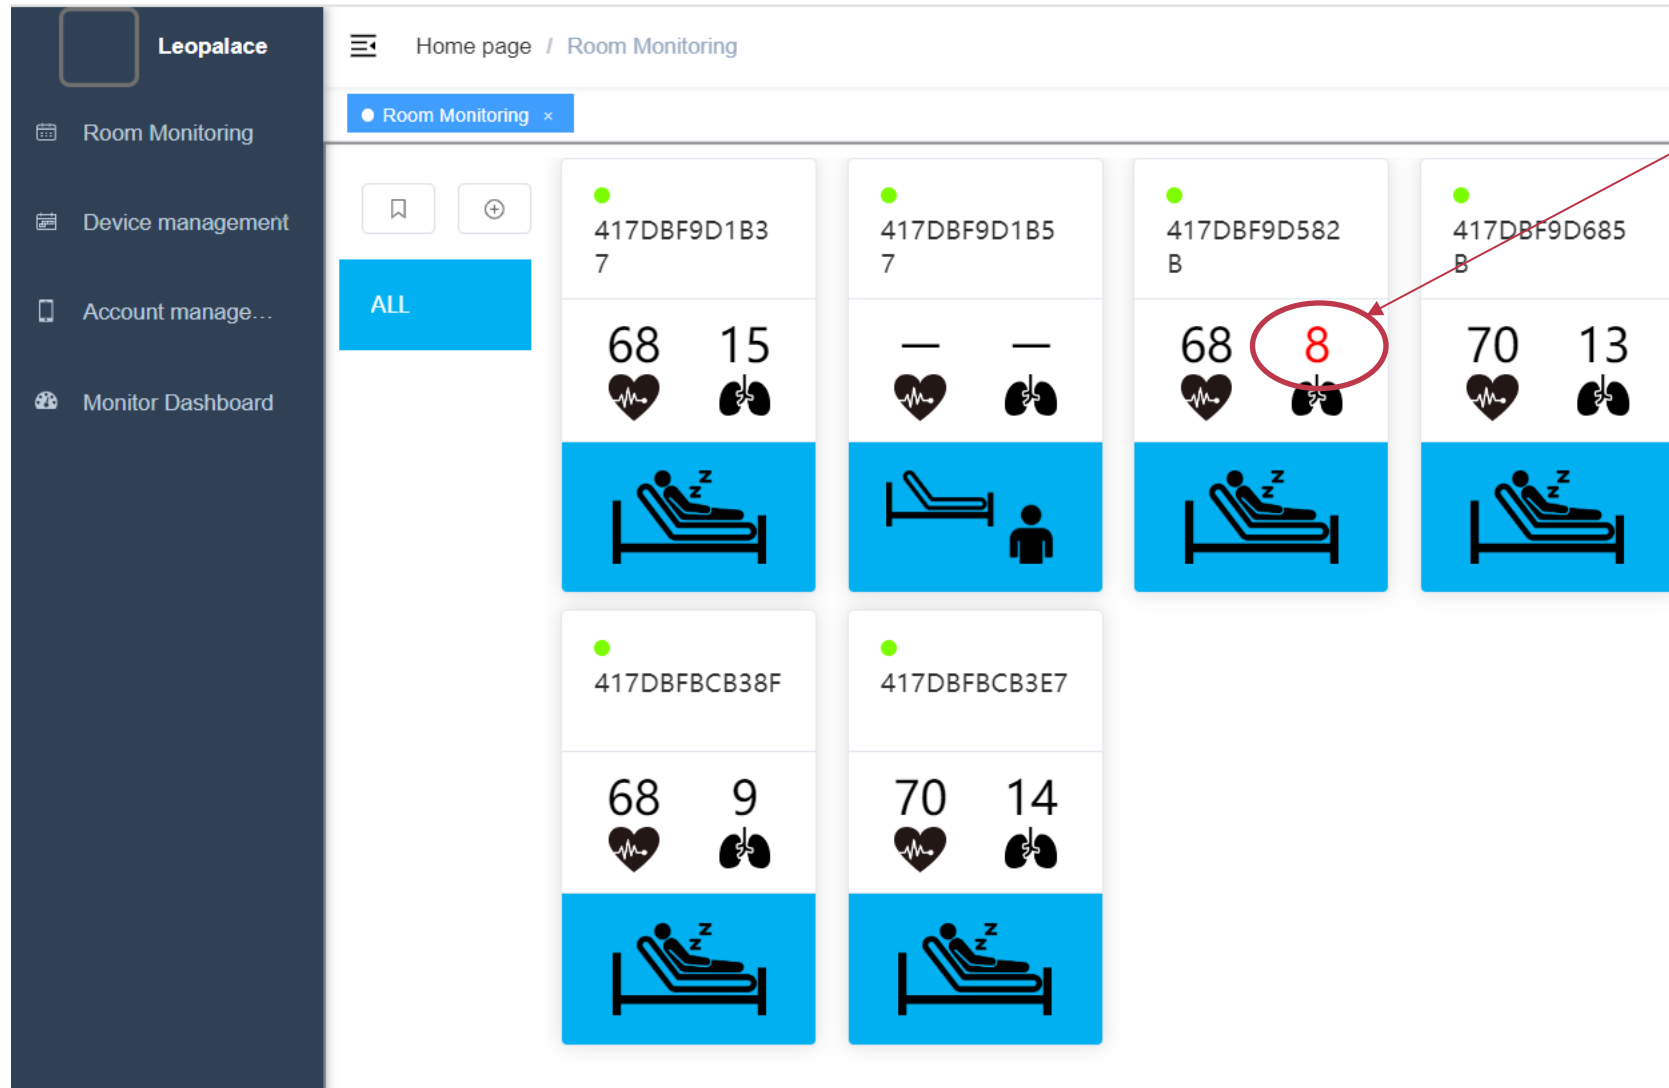 Leopalace
Home page / Room Monitoring
Room Monitoring ×
Room Monitoring
Device management
Account manage...
Monitor Dashboard
ALL
417DBF9D1B3
7
68 15
417DBF9D1B5
7
— —
417DBF9D582
B
68 8
417DBF9D685
B
70 13
417DBFBCB38F
68 9
417DBFBCB3E7
70 14